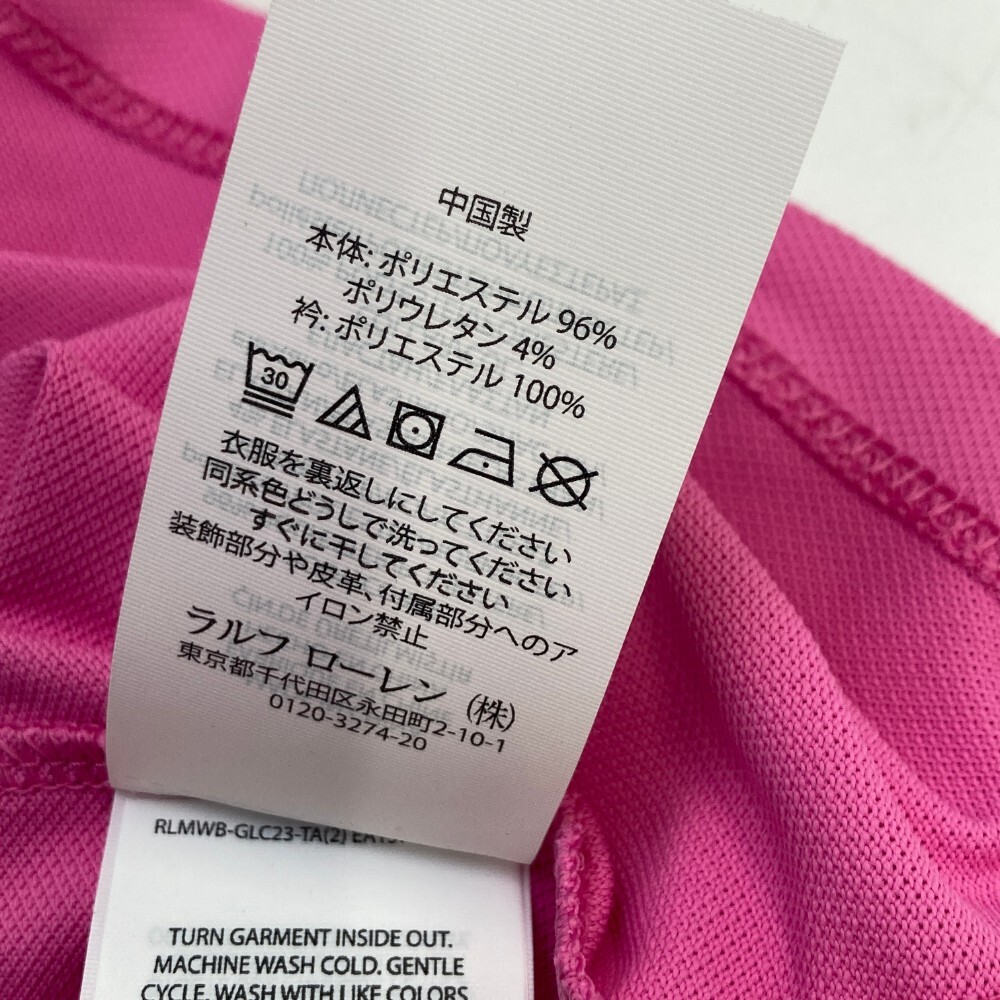 中国製
本体: ポリエステル 96%
ポリウレタン 4%
衿: ポリエステル 100%
30
衣服を裏返しにしてください
同系色どうしで洗ってください
すぐに干してください
装飾部分や皮革、付属部分へのア
イロン禁止
ラルフ ローレン (株)
東京都千代田区永田町2-10-1
0120-3274-20
RLMWB-GLC23-TA(2)
TURN GARMENT INSIDE OUT.
MACHINE WASH COLD. GENTLE
CYCLE. WASH WITH LIKE COLORS.